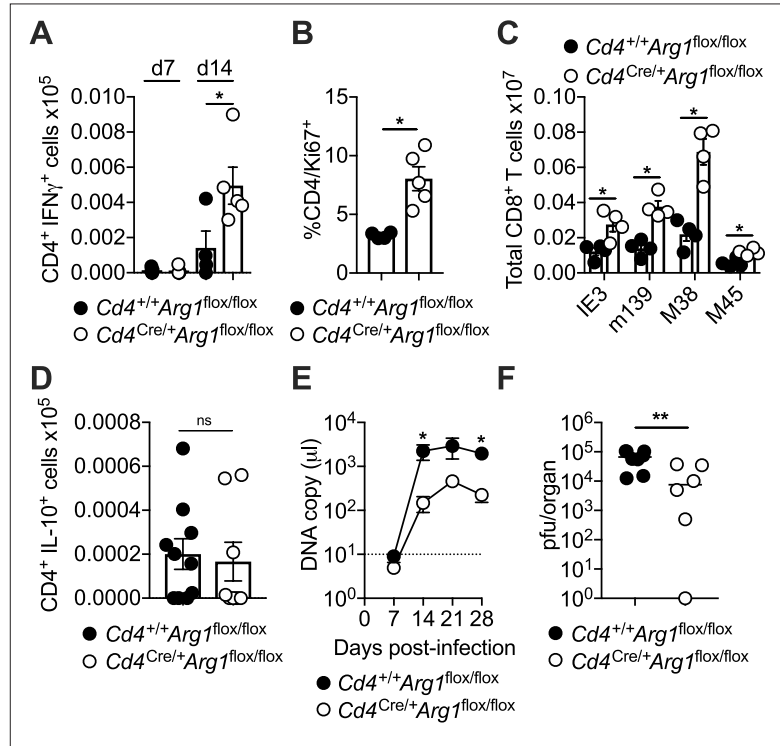 A
d7 d14
*
CD4⁺ IFNγ⁺ cells x10⁵
0.010
0.008
0.006
0.004
0.002
0.000
Cd4⁺/⁺Arg1ᶠˡᵒˣ/ᶠˡᵒˣ
Cd4ᶜʳᵉ/⁺Arg1ᶠˡᵒˣ/ᶠˡᵒˣ
B
*
%CD4/Ki67⁺
15
10
5
0
Cd4⁺/⁺Arg1ᶠˡᵒˣ/ᶠˡᵒˣ
Cd4ᶜʳᵉ/⁺Arg1ᶠˡᵒˣ/ᶠˡᵒˣ
C
Cd4⁺/⁺Arg1ᶠˡᵒˣ/ᶠˡᵒˣ
Cd4ᶜʳᵉ/⁺Arg1ᶠˡᵒˣ/ᶠˡᵒˣ
Total CD8⁺ T cells x10⁷
0.10
0.08
0.06
0.04
0.02
0.00
* * * *
IE3 m139 M38 M45
D
ns
CD4⁺ IL-10⁺ cells x10⁵
0.0008
0.0006
0.0004
0.0002
0.0000
Cd4⁺/⁺Arg1ᶠˡᵒˣ/ᶠˡᵒˣ
Cd4ᶜʳᵉ/⁺Arg1ᶠˡᵒˣ/ᶠˡᵒˣ
E
* *
DNA copy (µl)
10⁴
10³
10²
10¹
10⁰
0 7 14 21 28
Days post-infection
Cd4⁺/⁺Arg1ᶠˡᵒˣ/ᶠˡᵒˣ
Cd4ᶜʳᵉ/⁺Arg1ᶠˡᵒˣ/ᶠˡᵒˣ
F
**
pfu/organ
10⁶
10⁵
10⁴
10³
10²
10¹
10⁰
Cd4⁺/⁺Arg1ᶠˡᵒˣ/ᶠˡᵒˣ
Cd4ᶜʳᵉ/⁺Arg1ᶠˡᵒˣ/ᶠˡᵒˣ